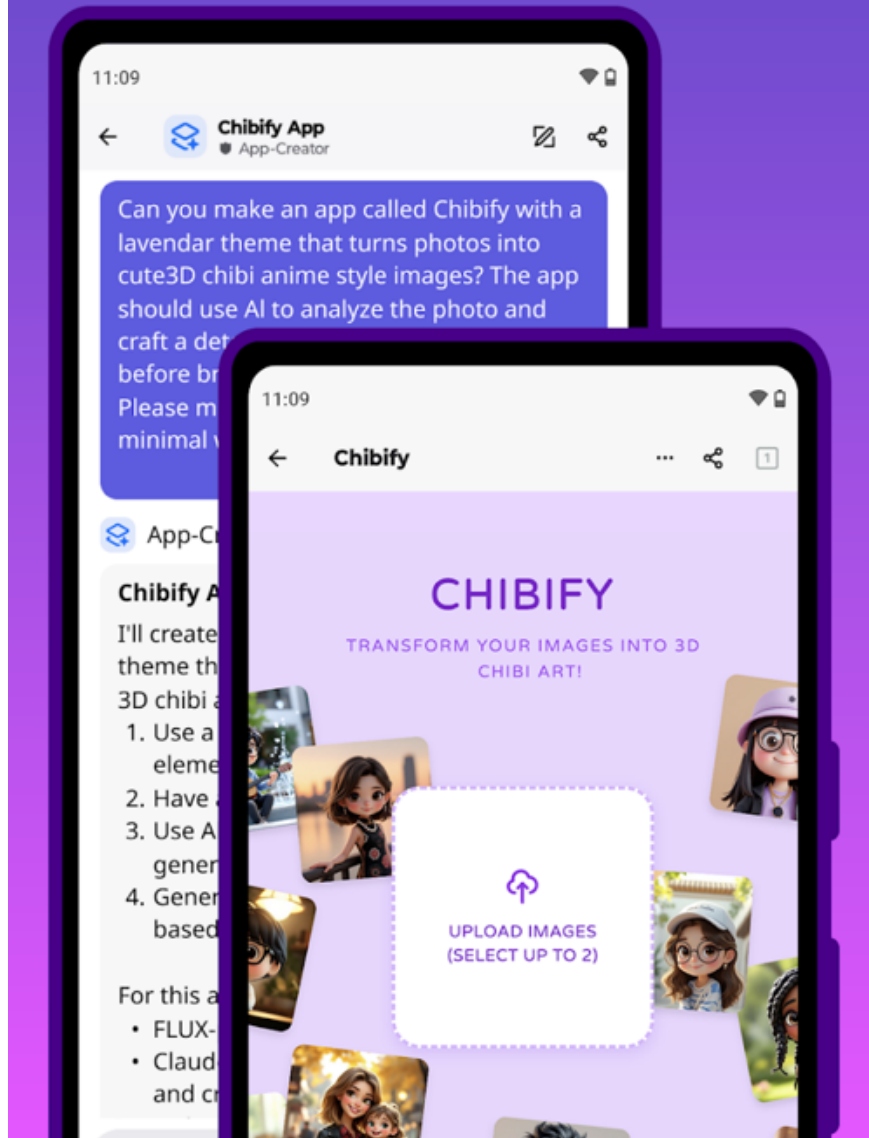 11:09
Chibify App
App-Creator
Can you make an app called Chibify with a
lavendar theme that turns photos into
cute3D chibi anime style images? The app
should use AI to analyze the photo and
craft a det
before br
Please m
minimal
App-Cr
Chibify A
I'll create
theme th
3D chibi a
1. Use a
eleme
2. Have
3. Use A
gener
4. Gener
based
For this a
• FLUX-
• Claud
and cr
11:09
Chibify
1
CHIBIFY
TRANSFORM YOUR IMAGES INTO 3D
CHIBI ART!
UPLOAD IMAGES
(SELECT UP TO 2)